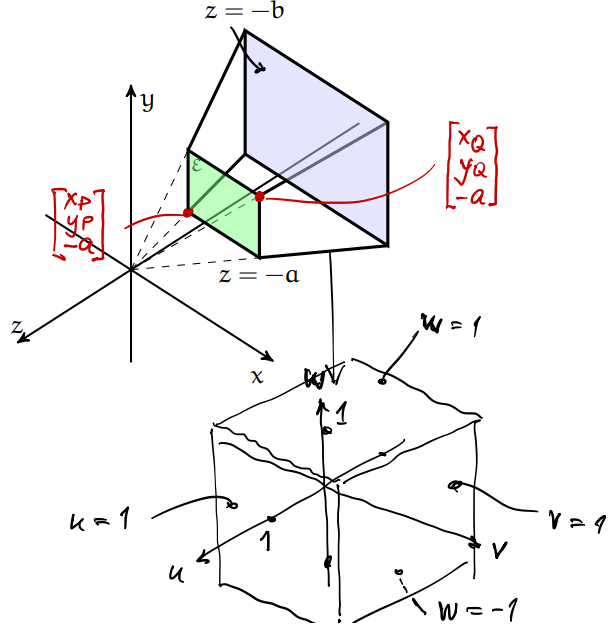 z = −b
y
ε
[x_Q
y_Q
-a]
[x_P
y_P
-a]
z = −a
z
x
w = 1
w
1
u = 1
v = 1
1
v
u
w = -1